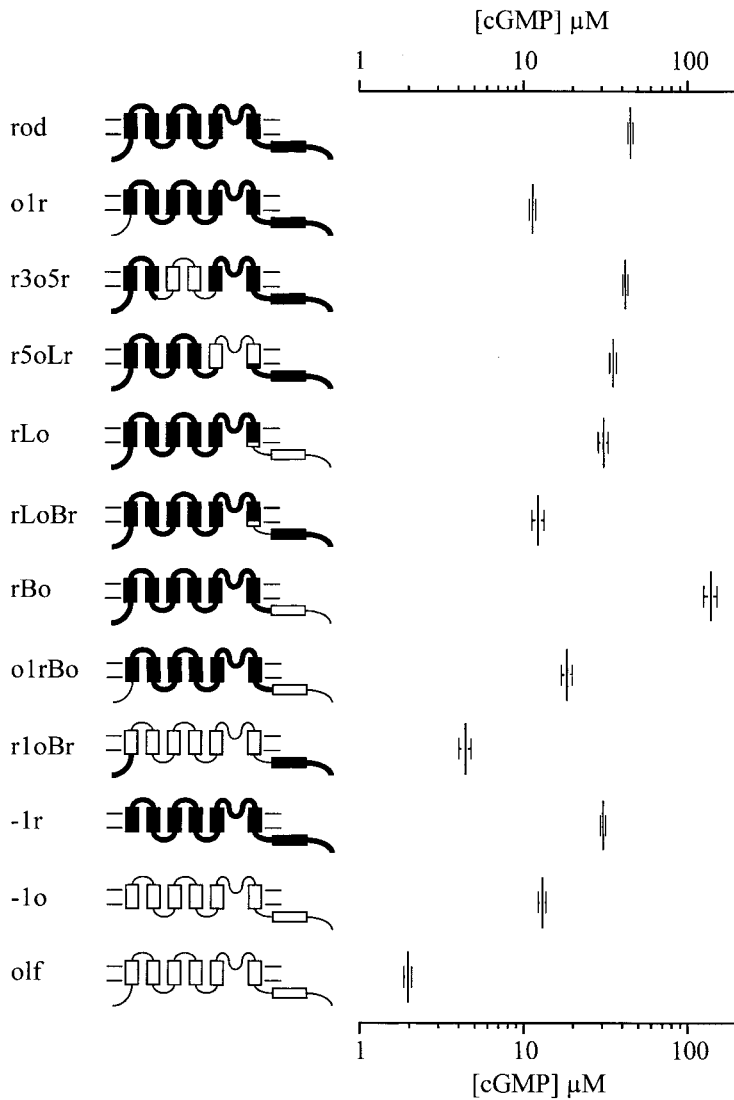 [cGMP] μM
1 10 100
rod
o1r
r3o5r
r5oLr
rLo
rLoBr
rBo
o1rBo
r1oBr
-1r
-1o
olf
1 10 100
[cGMP] μM